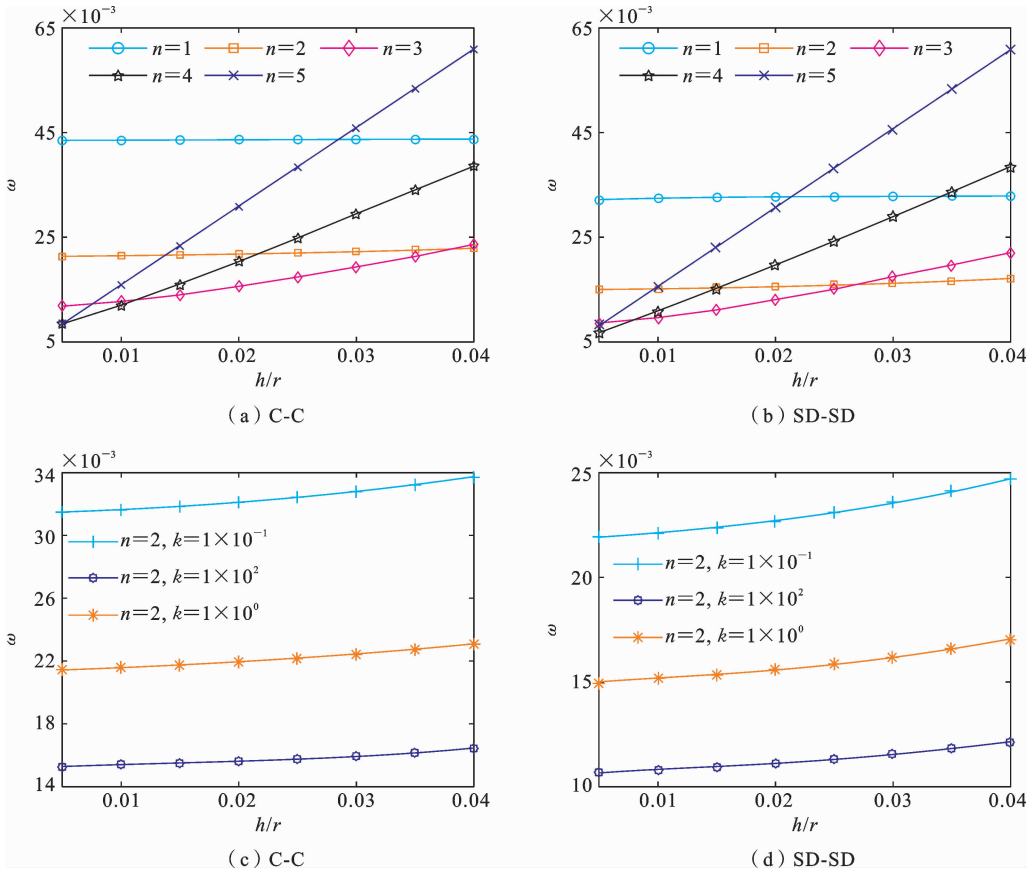 ×10⁻³
65
45
25
5
ω
n=1 n=2 n=3
n=4 n=5
0.01 0.02 0.03 0.04
h/r
(a) C-C
×10⁻³
65
45
25
5
ω
n=1 n=2 n=3
n=4 n=5
0.01 0.02 0.03 0.04
h/r
(b) SD-SD
×10⁻³
34
30
26
22
18
14
ω
n=2, k=1×10⁻¹
n=2, k=1×10²
n=2, k=1×10⁰
0.01 0.02 0.03 0.04
h/r
(c) C-C
×10⁻³
25
20
15
10
ω
n=2, k=1×10⁻¹
n=2, k=1×10²
n=2, k=1×10⁰
0.01 0.02 0.03 0.04
h/r
(d) SD-SD